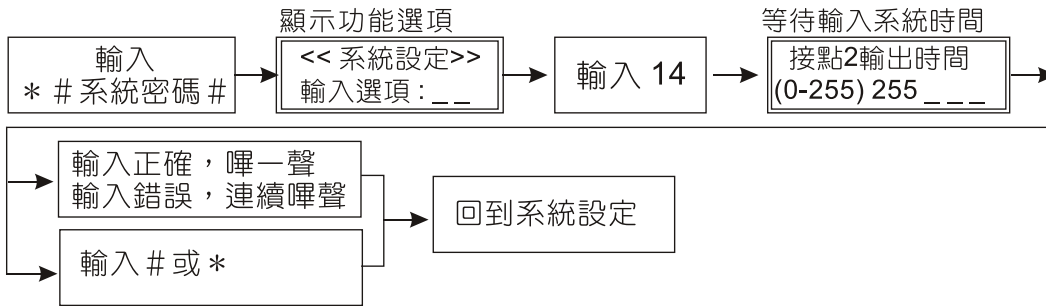 顯示功能選項
等待輸入系統時間
輸入
＊＃系統密碼＃
<< 系統設定>>
輸入選項:_ _
輸入 14
接點2輸出時間
(0-255) 255 _ _ _
輸入正確，嗶一聲
輸入錯誤，連續嗶聲
輸入＃或＊
回到系統設定